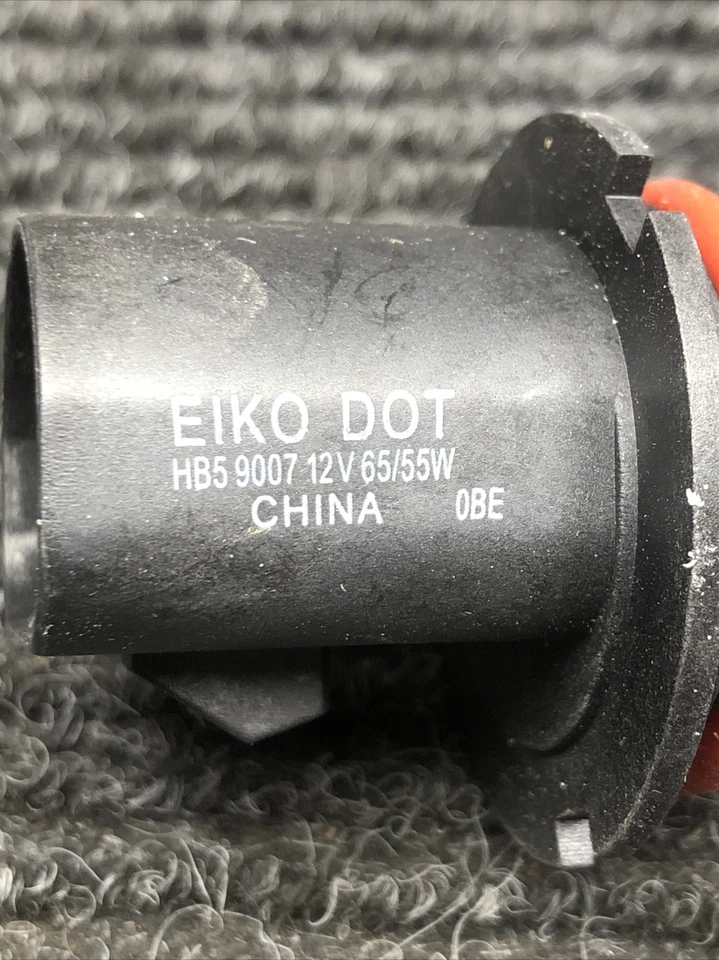 EIKO DOT
HB5 9007 12V 65/55W
CHINA 0BE